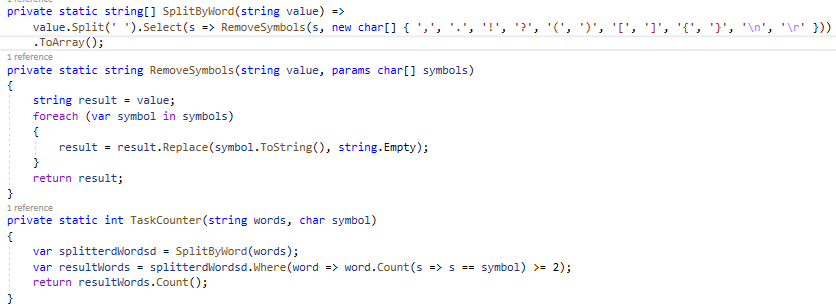 private static string[] SplitByWord(string value) =>
    value.Split(' ').Select(s => RemoveSymbols(s, new char[] { ',', '.', '!', '?', '(', ')', '[', ']', '{', '}', '\n', '\r' }))
    .ToArray();
1 reference
private static string RemoveSymbols(string value, params char[] symbols)
{
    string result = value;
    foreach (var symbol in symbols)
    {
        result = result.Replace(symbol.ToString(), string.Empty);
    }
    return result;
}
1 reference
private static int TaskCounter(string words, char symbol)
{
    var splitterdWordsd = SplitByWord(words);
    var resultWords = splitterdWordsd.Where(word => word.Count(s => s == symbol) >= 2);
    return resultWords.Count();
}